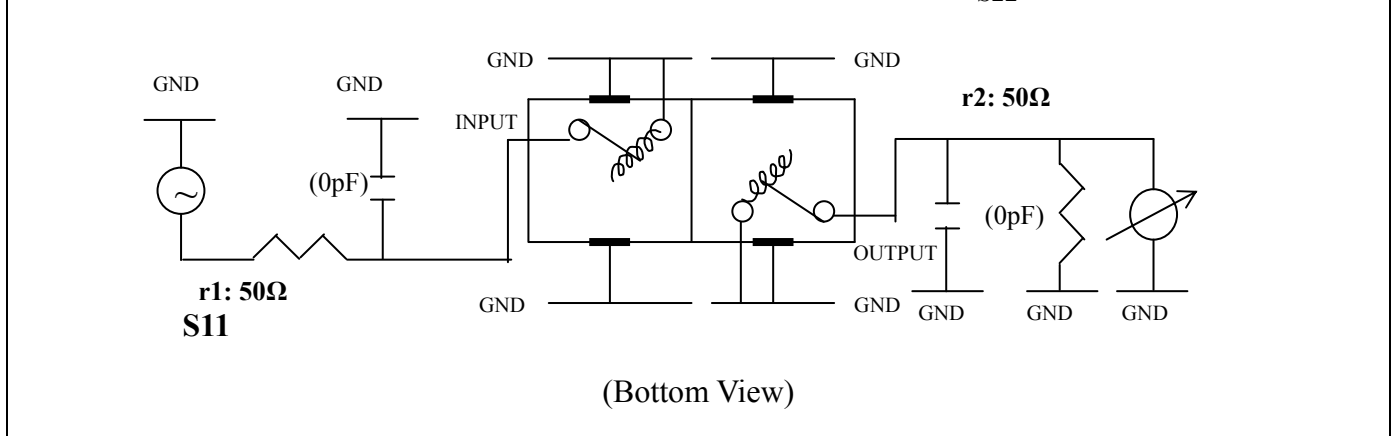 GND
GND
GND
GND
r2: 50Ω
INPUT
(0pF)
(0pF)
OUTPUT
r1: 50Ω
S11
GND
GND
GND
GND
GND
(Bottom View)